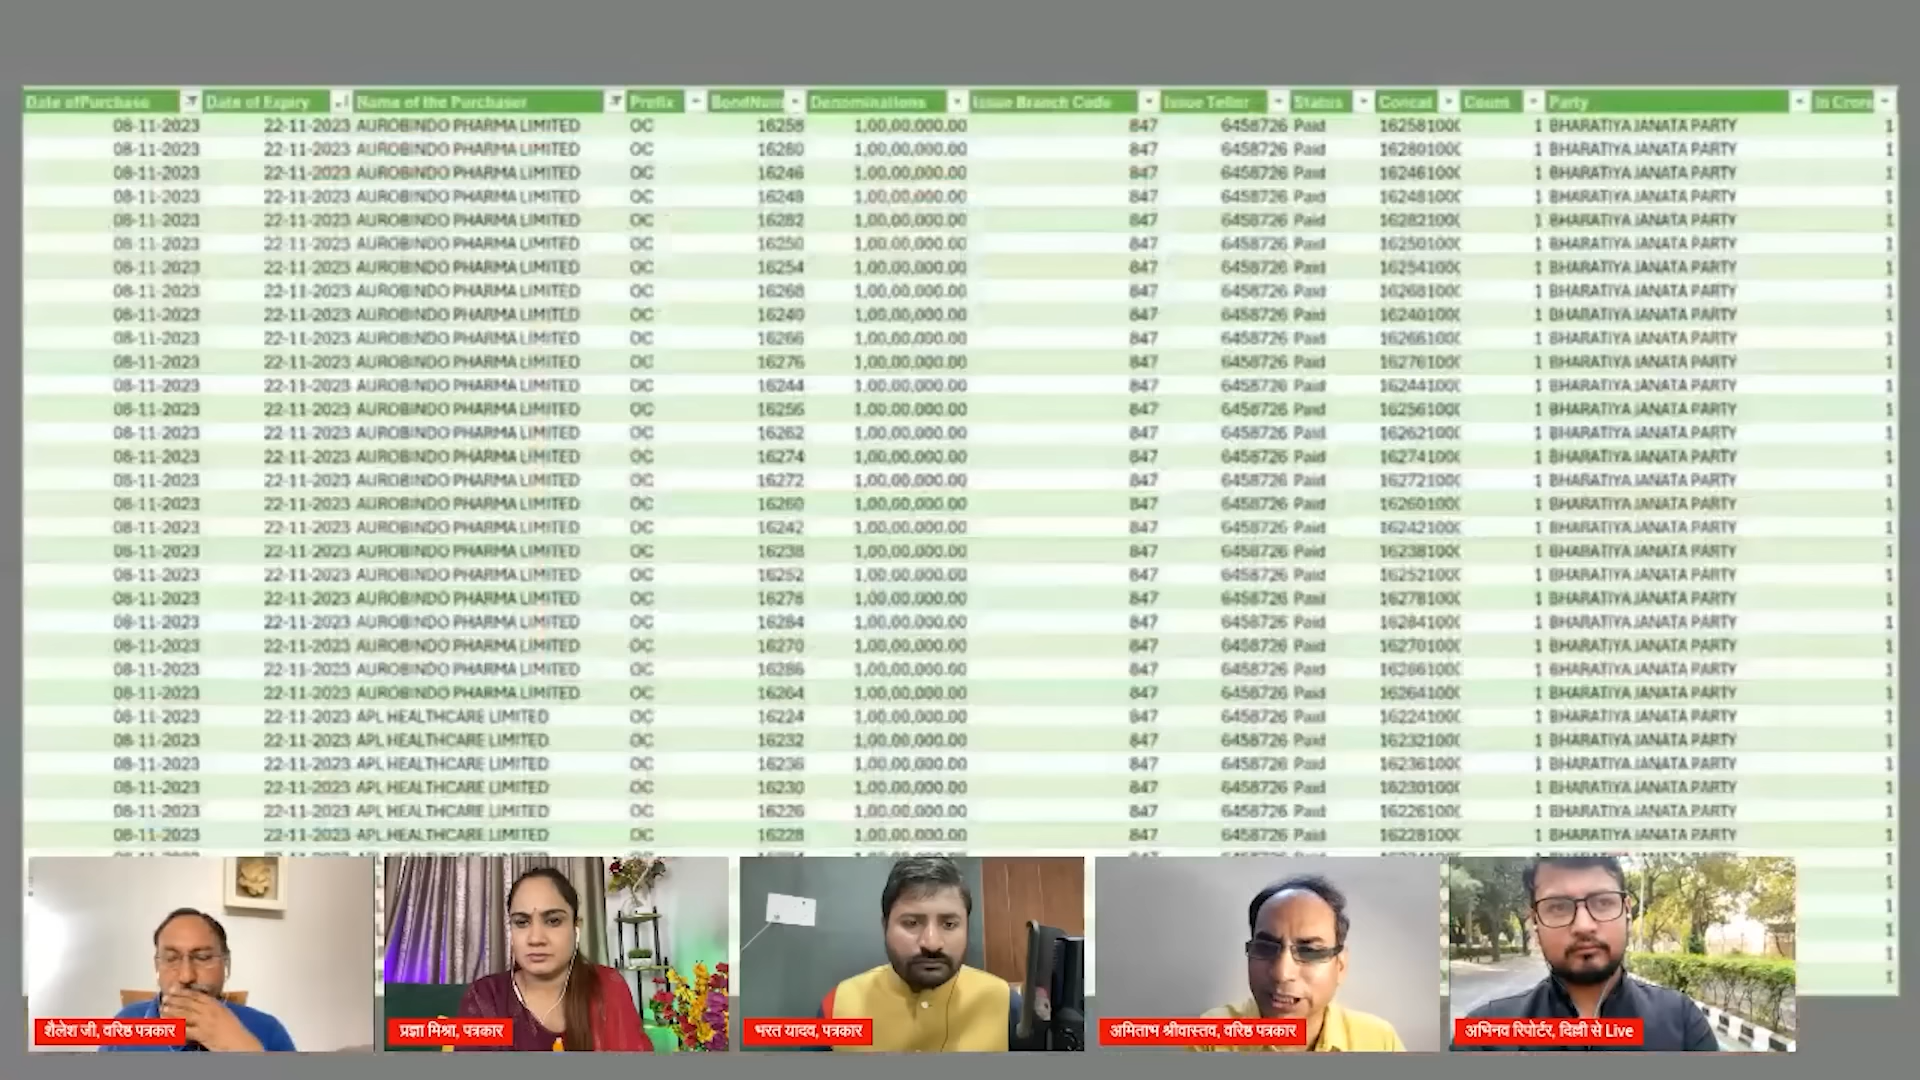 Date ofPurchase Date of Expiry Name of the Purchaser Prefix BondNum Denominations Issue Branch Code Issue Teller Status Concat Count Party In Crore
08-11-2023 22-11-2023 AUROBINDO PHARMA LIMITED OC 16258 1,00,00,000.00 847 6458726 Paid 16258100( 1 BHARATIYA JANATA PARTY 1
08-11-2023 22-11-2023 AUROBINDO PHARMA LIMITED OC 16280 1,00,00,000.00 847 6458726 Paid 16280100( 1 BHARATIYA JANATA PARTY 1
08-11-2023 22-11-2023 AUROBINDO PHARMA LIMITED OC 16246 1,00,00,000.00 847 6458726 Paid 16246100( 1 BHARATIYA JANATA PARTY 1
08-11-2023 22-11-2023 AUROBINDO PHARMA LIMITED OC 16248 1,00,00,000.00 847 6458726 Paid 16248100( 1 BHARATIYA JANATA PARTY 1
08-11-2023 22-11-2023 AUROBINDO PHARMA LIMITED OC 16282 1,00,00,000.00 847 6458726 Paid 16282100( 1 BHARATIYA JANATA PARTY 1
08-11-2023 22-11-2023 AUROBINDO PHARMA LIMITED OC 16250 1,00,00,000.00 847 6458726 Paid 16250100( 1 BHARATIYA JANATA PARTY 1
08-11-2023 22-11-2023 AUROBINDO PHARMA LIMITED OC 16254 1,00,00,000.00 847 6458726 Paid 16254100( 1 BHARATIYA JANATA PARTY 1
08-11-2023 22-11-2023 AUROBINDO PHARMA LIMITED OC 16268 1,00,00,000.00 847 6458726 Paid 16268100( 1 BHARATIYA JANATA PARTY 1
08-11-2023 22-11-2023 AUROBINDO PHARMA LIMITED OC 16240 1,00,00,000.00 847 6458726 Paid 16240100( 1 BHARATIYA JANATA PARTY 1
08-11-2023 22-11-2023 AUROBINDO PHARMA LIMITED OC 16266 1,00,00,000.00 847 6458726 Paid 16266100( 1 BHARATIYA JANATA PARTY 1
08-11-2023 22-11-2023 AUROBINDO PHARMA LIMITED OC 16276 1,00,00,000.00 847 6458726 Paid 16276100( 1 BHARATIYA JANATA PARTY 1
08-11-2023 22-11-2023 AUROBINDO PHARMA LIMITED OC 16244 1,00,00,000.00 847 6458726 Paid 16244100( 1 BHARATIYA JANATA PARTY 1
08-11-2023 22-11-2023 AUROBINDO PHARMA LIMITED OC 16256 1,00,00,000.00 847 6458726 Paid 16256100( 1 BHARATIYA JANATA PARTY 1
08-11-2023 22-11-2023 AUROBINDO PHARMA LIMITED OC 16262 1,00,00,000.00 847 6458726 Paid 16262100( 1 BHARATIYA JANATA PARTY 1
08-11-2023 22-11-2023 AUROBINDO PHARMA LIMITED OC 16274 1,00,00,000.00 847 6458726 Paid 16274100( 1 BHARATIYA JANATA PARTY 1
08-11-2023 22-11-2023 AUROBINDO PHARMA LIMITED OC 16272 1,00,00,000.00 847 6458726 Paid 16272100( 1 BHARATIYA JANATA PARTY 1
08-11-2023 22-11-2023 AUROBINDO PHARMA LIMITED OC 16260 1,00,00,000.00 847 6458726 Paid 16260100( 1 BHARATIYA JANATA PARTY 1
08-11-2023 22-11-2023 AUROBINDO PHARMA LIMITED OC 16242 1,00,00,000.00 847 6458726 Paid 16242100( 1 BHARATIYA JANATA PARTY 1
08-11-2023 22-11-2023 AUROBINDO PHARMA LIMITED OC 16238 1,00,00,000.00 847 6458726 Paid 16238100( 1 BHARATIYA JANATA PARTY 1
08-11-2023 22-11-2023 AUROBINDO PHARMA LIMITED OC 16252 1,00,00,000.00 847 6458726 Paid 16252100( 1 BHARATIYA JANATA PARTY 1
08-11-2023 22-11-2023 AUROBINDO PHARMA LIMITED OC 16278 1,00,00,000.00 847 6458726 Paid 16278100( 1 BHARATIYA JANATA PARTY 1
08-11-2023 22-11-2023 AUROBINDO PHARMA LIMITED OC 16284 1,00,00,000.00 847 6458726 Paid 16284100( 1 BHARATIYA JANATA PARTY 1
08-11-2023 22-11-2023 AUROBINDO PHARMA LIMITED OC 16270 1,00,00,000.00 847 6458726 Paid 16270100( 1 BHARATIYA JANATA PARTY 1
08-11-2023 22-11-2023 AUROBINDO PHARMA LIMITED OC 16286 1,00,00,000.00 847 6458726 Paid 16286100( 1 BHARATIYA JANATA PARTY 1
08-11-2023 22-11-2023 AUROBINDO PHARMA LIMITED OC 16264 1,00,00,000.00 847 6458726 Paid 16264100( 1 BHARATIYA JANATA PARTY 1
08-11-2023 22-11-2023 APL HEALTHCARE LIMITED OC 16224 1,00,00,000.00 847 6458726 Paid 16224100( 1 BHARATIYA JANATA PARTY 1
08-11-2023 22-11-2023 APL HEALTHCARE LIMITED OC 16232 1,00,00,000.00 847 6458726 Paid 16232100( 1 BHARATIYA JANATA PARTY 1
08-11-2023 22-11-2023 APL HEALTHCARE LIMITED OC 16236 1,00,00,000.00 847 6458726 Paid 16236100( 1 BHARATIYA JANATA PARTY 1
08-11-2023 22-11-2023 APL HEALTHCARE LIMITED OC 16230 1,00,00,000.00 847 6458726 Paid 16230100( 1 BHARATIYA JANATA PARTY 1
08-11-2023 22-11-2023 APL HEALTHCARE LIMITED OC 16226 1,00,00,000.00 847 6458726 Paid 16226100( 1 BHARATIYA JANATA PARTY 1
08-11-2023 22-11-2023 APL HEALTHCARE LIMITED OC 16228 1,00,00,000.00 847 6458726 Paid 16228100( 1 BHARATIYA JANATA PARTY 1
शैलेश जी, वरिष्ठ पत्रकार
प्रज्ञा मिश्रा, पत्रकार
भरत यादव, पत्रकार
अमिताभ श्रीवास्तव, वरिष्ठ पत्रकार
अभिनव रिपोर्टर, दिल्ली से Live